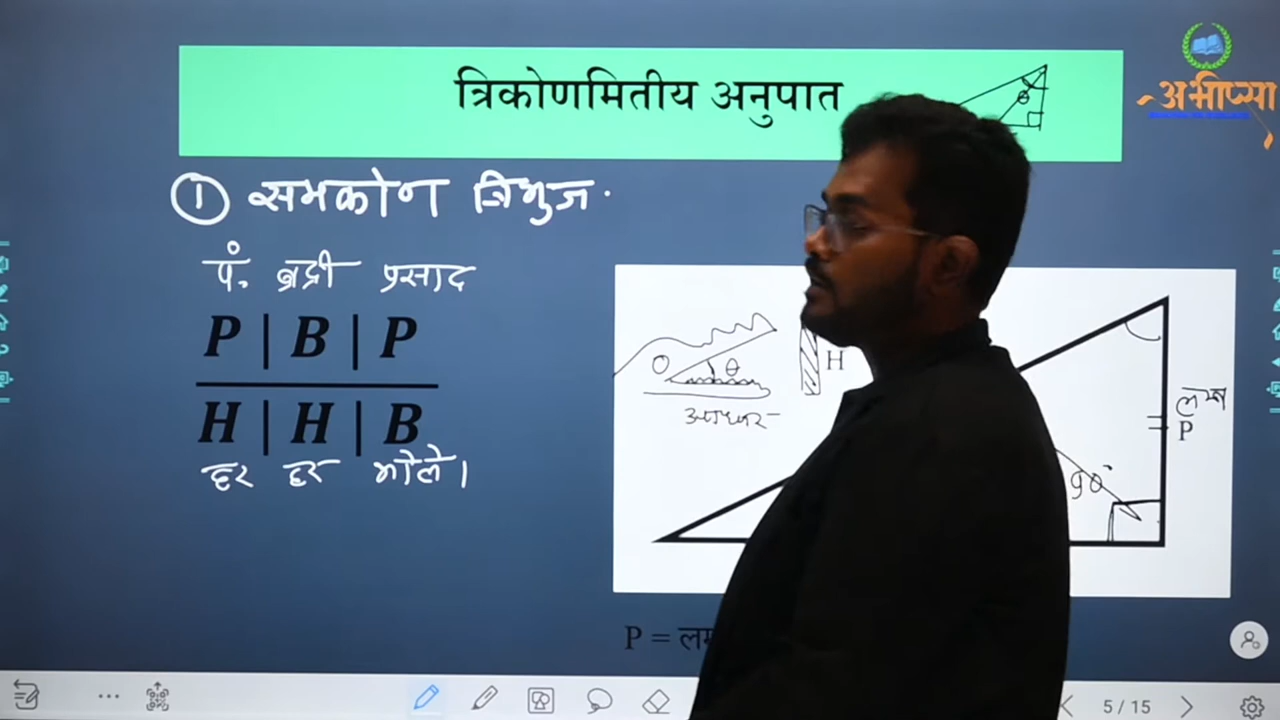 त्रिकोणमितीय अनुपात
θ
अभीप्सा
① समकोण त्रिभुज.
पं. बद्री प्रसाद
P | B | P
H | H | B
हर हर भोले।
θ
H
आधार
लम्ब
P
90°
P = लम
5 / 15